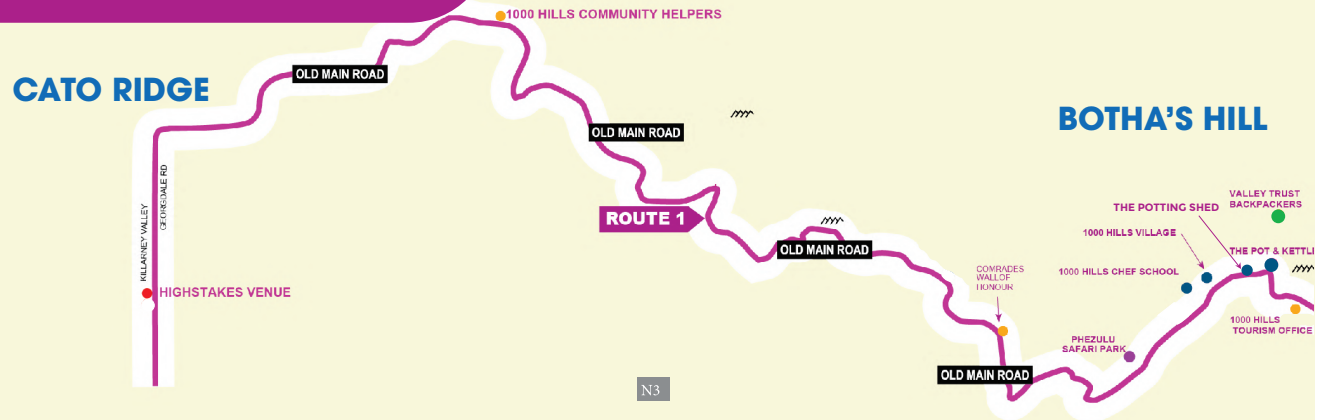 1000 HILLS COMMUNITY HELPERS
CATO RIDGE
OLD MAIN ROAD
OLD MAIN ROAD
BOTHA'S HILL
KILLARNEY VALLEY
GEORGDALE RD
ROUTE 1
OLD MAIN ROAD
HIGHSTAKES VENUE
VALLEY TRUST
BACKPACKERS
THE POTTING SHED
1000 HILLS VILLAGE
THE POT & KETTL
1000 HILLS CHEF SCHOOL
COMRADES
WALL OF
HONOUR
1000 HILLS
TOURISM OFFICE
PHEZULU
SAFARI PARK
OLD MAIN ROAD
N3